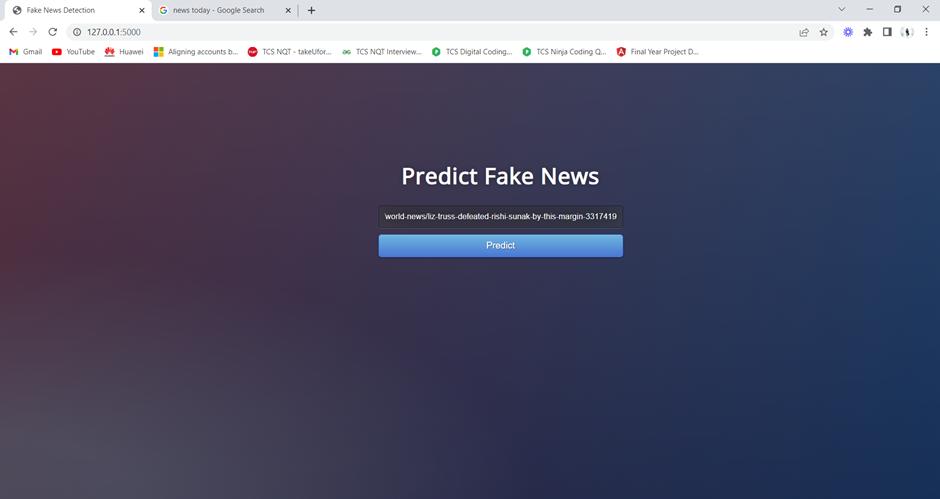 Fake News Detection
news today - Google Search
127.0.0.1:5000
Gmail YouTube Huawei Aligning accounts b... TCS NQT - takeUfor... TCS NQT Interview... TCS Digital Coding... TCS Ninja Coding Q... Final Year Project D...
Predict Fake News
world-news/liz-truss-defeated-rishi-sunak-by-this-margin-3317419
Predict